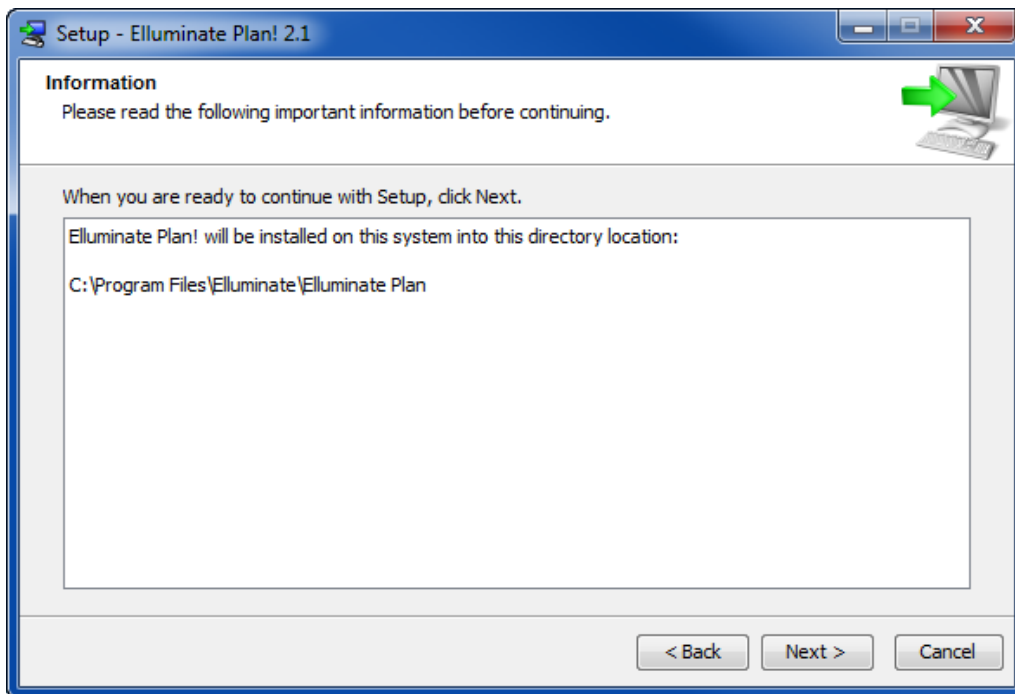 Setup - Elluminate Plan! 2.1
Information
Please read the following important information before continuing.
When you are ready to continue with Setup, click Next.
Elluminate Plan! will be installed on this system into this directory location:
C:\Program Files\Elluminate\Elluminate Plan
< Back
Next >
Cancel